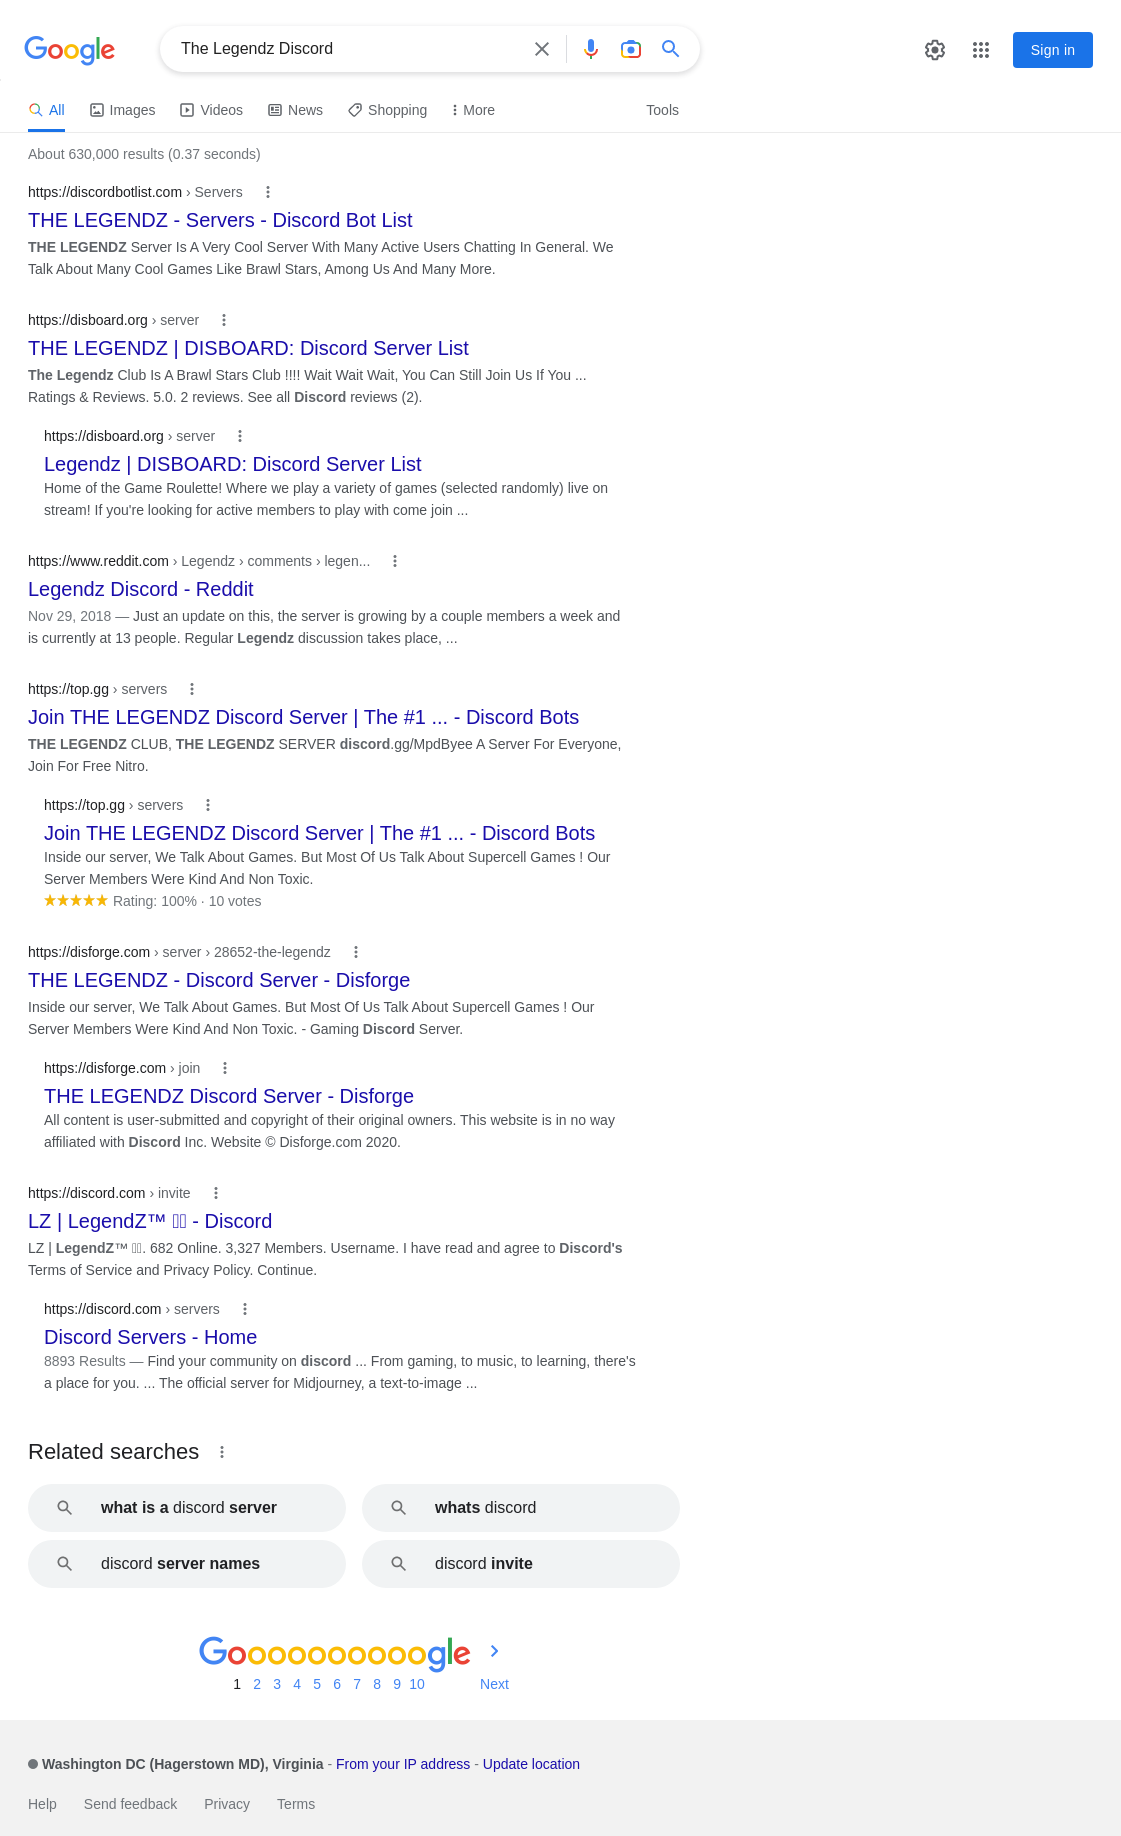 Google
The Legendz Discord
Sign in
All Images Videos News Shopping More Tools
About 630,000 results (0.37 seconds)
https://discordbotlist.com › Servers
THE LEGENDZ - Servers - Discord Bot List
THE LEGENDZ Server Is A Very Cool Server With Many Active Users Chatting In General. We
Talk About Many Cool Games Like Brawl Stars, Among Us And Many More.
https://disboard.org › server
THE LEGENDZ | DISBOARD: Discord Server List
The Legendz Club Is A Brawl Stars Club !!!! Wait Wait Wait, You Can Still Join Us If You ...
Ratings & Reviews. 5.0. 2 reviews. See all Discord reviews (2).
https://disboard.org › server
Legendz | DISBOARD: Discord Server List
Home of the Game Roulette! Where we play a variety of games (selected randomly) live on
stream! If you're looking for active members to play with come join ...
https://www.reddit.com › Legendz › comments › legen...
Legendz Discord - Reddit
Nov 29, 2018 — Just an update on this, the server is growing by a couple members a week and
is currently at 13 people. Regular Legendz discussion takes place, ...
https://top.gg › servers
Join THE LEGENDZ Discord Server | The #1 ... - Discord Bots
THE LEGENDZ CLUB, THE LEGENDZ SERVER discord.gg/MpdByee A Server For Everyone,
Join For Free Nitro.
https://top.gg › servers
Join THE LEGENDZ Discord Server | The #1 ... - Discord Bots
Inside our server, We Talk About Games. But Most Of Us Talk About Supercell Games ! Our
Server Members Were Kind And Non Toxic.
Rating: 100% · 10 votes
https://disforge.com › server › 28652-the-legendz
THE LEGENDZ - Discord Server - Disforge
Inside our server, We Talk About Games. But Most Of Us Talk About Supercell Games ! Our
Server Members Were Kind And Non Toxic. - Gaming Discord Server.
https://disforge.com › join
THE LEGENDZ Discord Server - Disforge
All content is user-submitted and copyright of their original owners. This website is in no way
affiliated with Discord Inc. Website © Disforge.com 2020.
https://discord.com › invite
LZ | LegendZ™ - Discord
LZ | LegendZ™ . 682 Online. 3,327 Members. Username. I have read and agree to Discord's
Terms of Service and Privacy Policy. Continue.
https://discord.com › servers
Discord Servers - Home
8893 Results — Find your community on discord ... From gaming, to music, to learning, there's
a place for you. ... The official server for Midjourney, a text-to-image ...
Related searches
what is a discord server
whats discord
discord server names
discord invite
Goooooooooogle
1 2 3 4 5 6 7 8 9 10 Next
Washington DC (Hagerstown MD), Virginia - From your IP address - Update location
Help Send feedback Privacy Terms